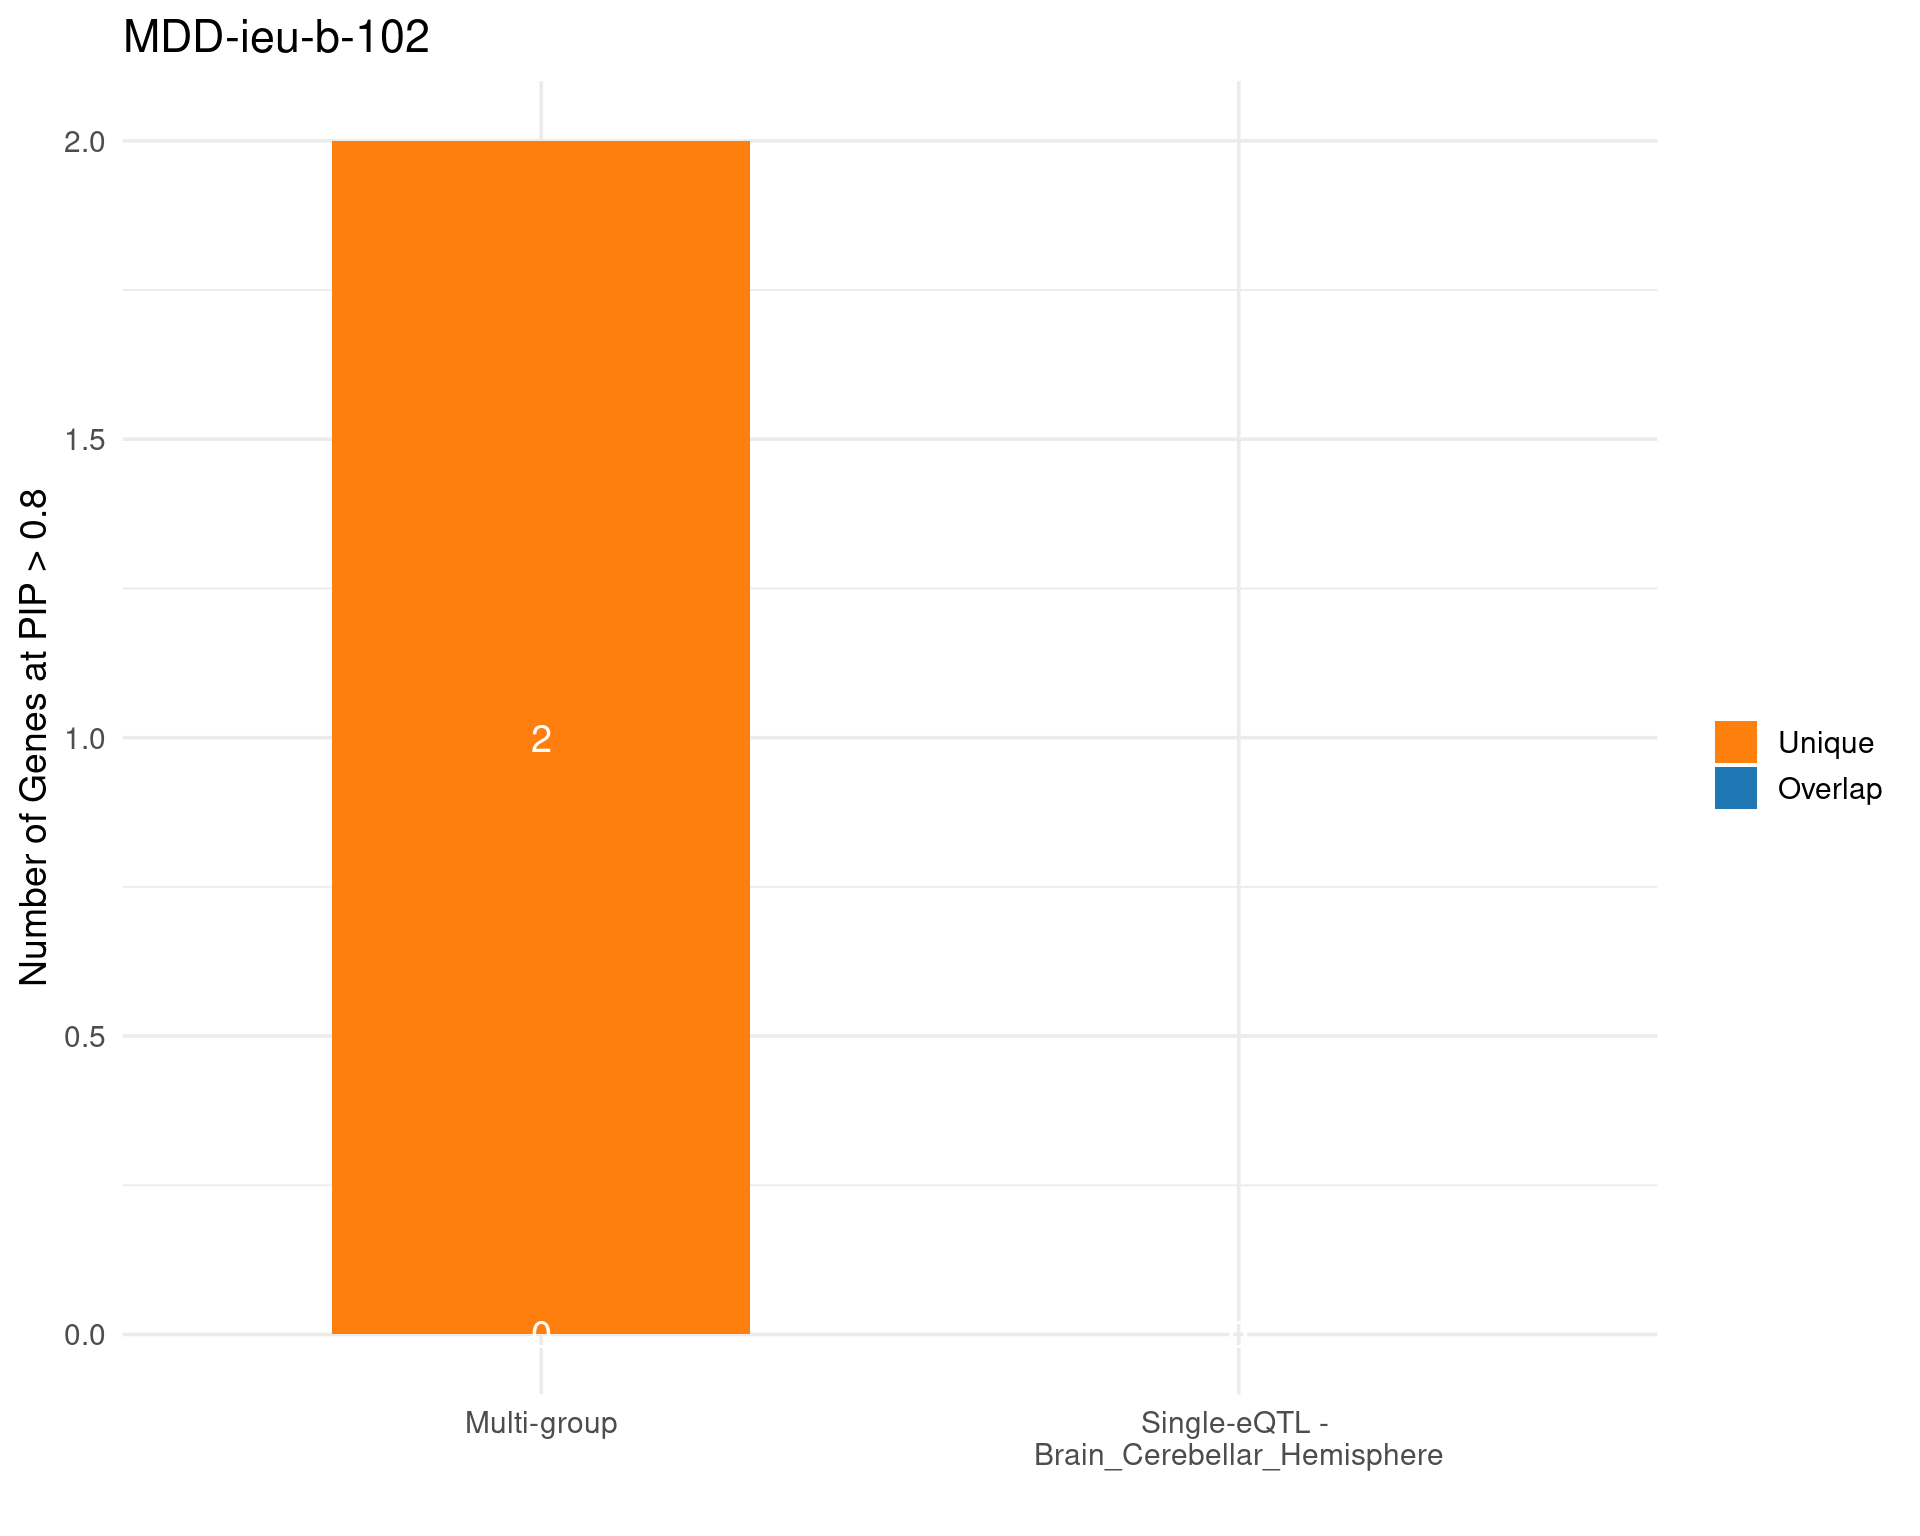 MDD-ieu-b-102
Number of Genes at PIP > 0.8
2.0
1.5
1.0
0.5
0.0
2
0
Multi-group
Single-eQTL -
Brain_Cerebellar_Hemisphere
Unique
Overlap